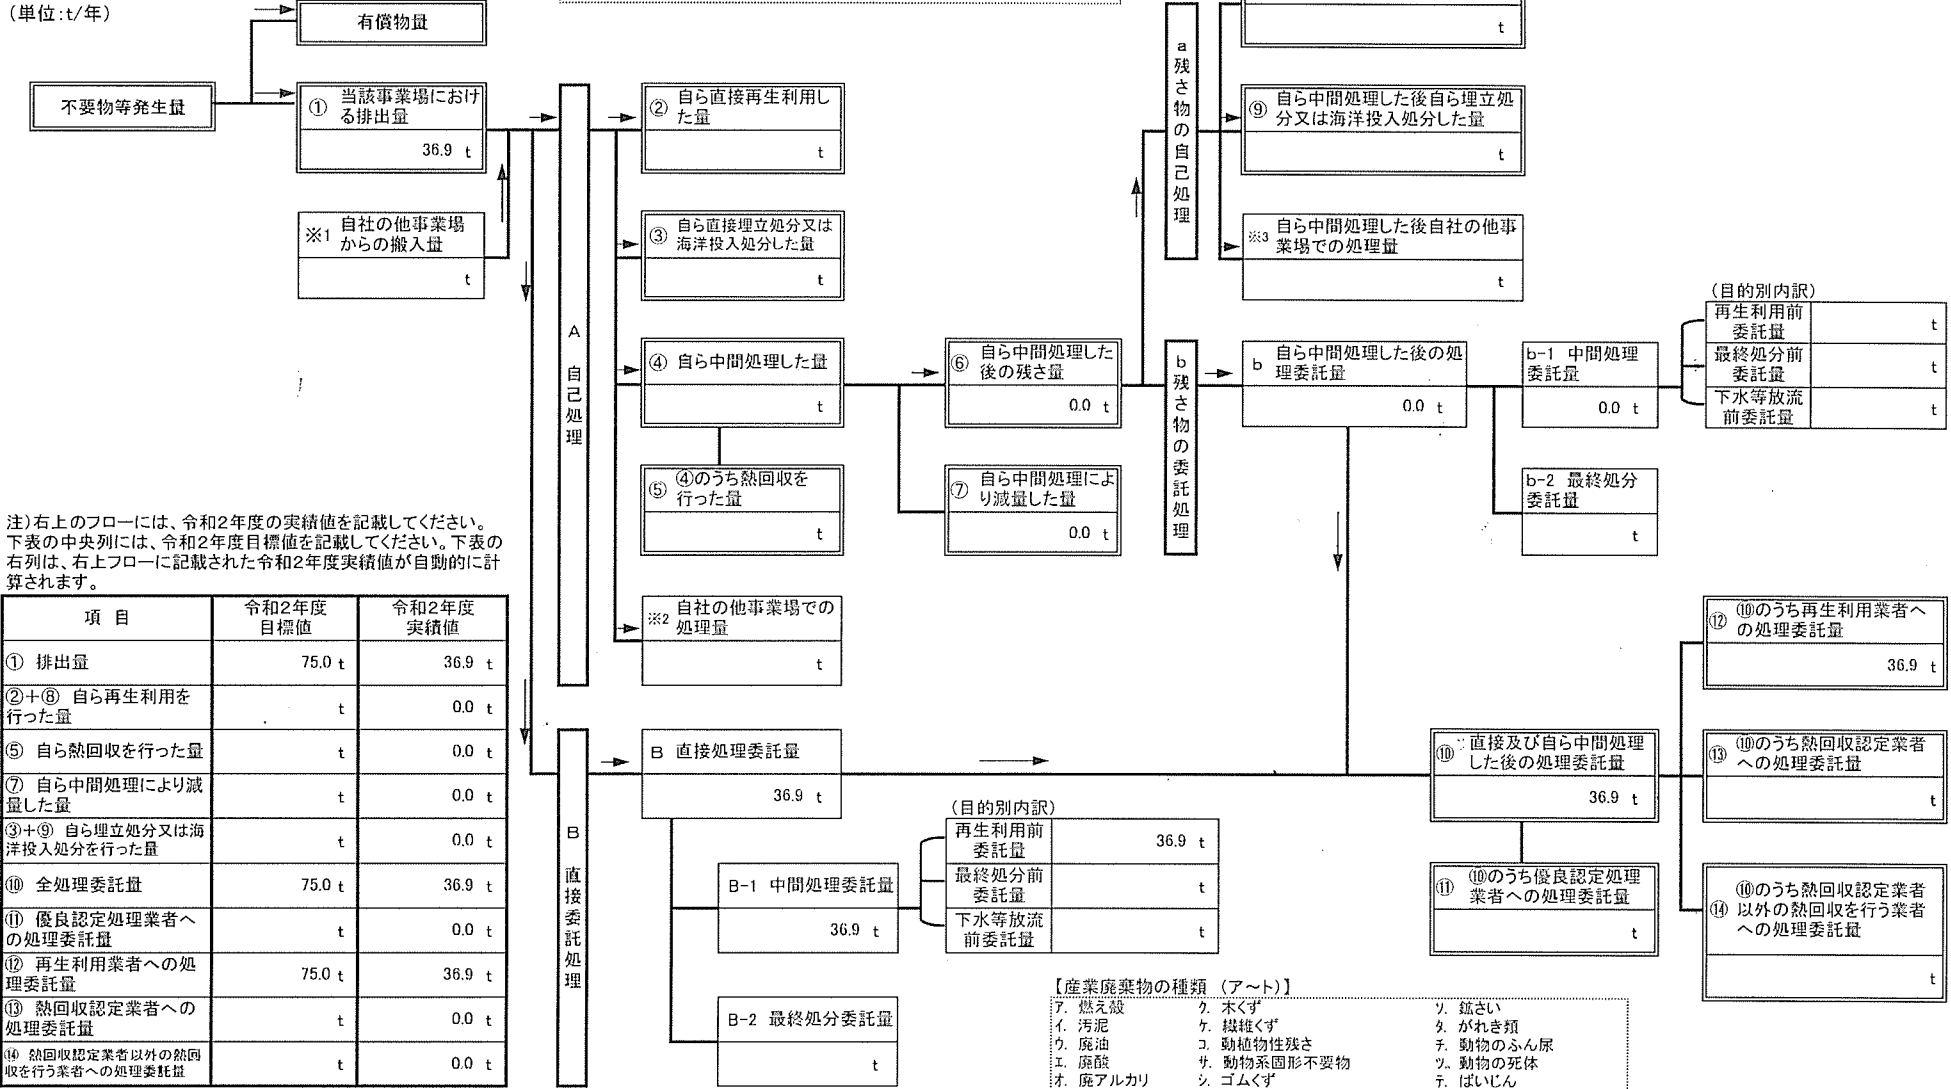 (単位:t/年)
有償物量
不要物等発生量
① 当該事業場におけ
る排出量
36.9 t
※1 自社の他事業場
からの搬入量
t
A 自己処理
② 自ら直接再生利用し
た量
t
③ 自ら直接埋立処分又は
海洋投入処分した量
t
④ 自ら中間処理した量
t
⑤ ④のうち熱回収を
行った量
t
※2 自社の他事業場での
処理量
t
⑥ 自ら中間処理した
後の残さ量
0.0 t
⑦ 自ら中間処理によ
り減量した量
0.0 t
a 残さ物の自己処理
t
⑨ 自ら中間処理した後自ら埋立処
分又は海洋投入処分した量
t
※3 自ら中間処理した後自社の他事
業場での処理量
t
b 残さ物の委託処理
b 自ら中間処理した後の処
理委託量
0.0 t
b-1 中間処理
委託量
0.0 t
b-2 最終処分
委託量
t
(目的別内訳)
再生利用前
委託量
t
最終処分前
委託量
t
下水等放流
前委託量
t
注)右上のフローには、令和2年度の実績値を記載してください。
下表の中央列には、令和2年度目標値を記載してください。下表の
右列は、右上フローに記載された令和2年度実績値が自動的に計
算されます。
項 目
令和2年度
目標値
令和2年度
実績値
① 排出量 75.0 t 36.9 t
②+⑧ 自ら再生利用を
行った量 t 0.0 t
⑤ 自ら熱回収を行った量 t 0.0 t
⑦ 自ら中間処理により減
量した量 t 0.0 t
③+⑨ 自ら埋立処分又は海
洋投入処分を行った量 t 0.0 t
⑩ 全処理委託量 75.0 t 36.9 t
⑪ 優良認定処理業者へ
の処理委託量 t 0.0 t
⑫ 再生利用業者への処
理委託量 75.0 t 36.9 t
⑬ 熱回収認定業者への
処理委託量 t 0.0 t
⑭ 熱回収認定業者以外の熱回
収を行う業者への処理委託量 t 0.0 t
B 直接委託処理
B 直接処理委託量
36.9 t
B-1 中間処理委託量
36.9 t
B-2 最終処分委託量
t
(目的別内訳)
再生利用前
委託量
36.9 t
最終処分前
委託量
t
下水等放流
前委託量
t
⑩ 直接及び自ら中間処理
した後の処理委託量
36.9 t
⑪ ⑩のうち優良認定処理
業者への処理委託量
t
⑫ ⑩のうち再生利用業者へ
の処理委託量
36.9 t
⑬ ⑩のうち熱回収認定業者
への処理委託量
t
⑭ ⑩のうち熱回収認定業者
以外の熱回収を行う業者
への処理委託量
t
【産業廃棄物の種類 (ア~ト)】
ア. 燃え殻
イ. 汚泥
ウ. 廃油
エ. 廃酸
オ. 廃アルカリ
ク. 木くず
ケ. 繊維くず
コ. 動植物性残さ
サ. 動物系固形不要物
シ. ゴムくず
ソ. 鉱さい
タ. がれき類
チ. 動物のふん尿
ツ. 動物の死体
テ. ばいじん